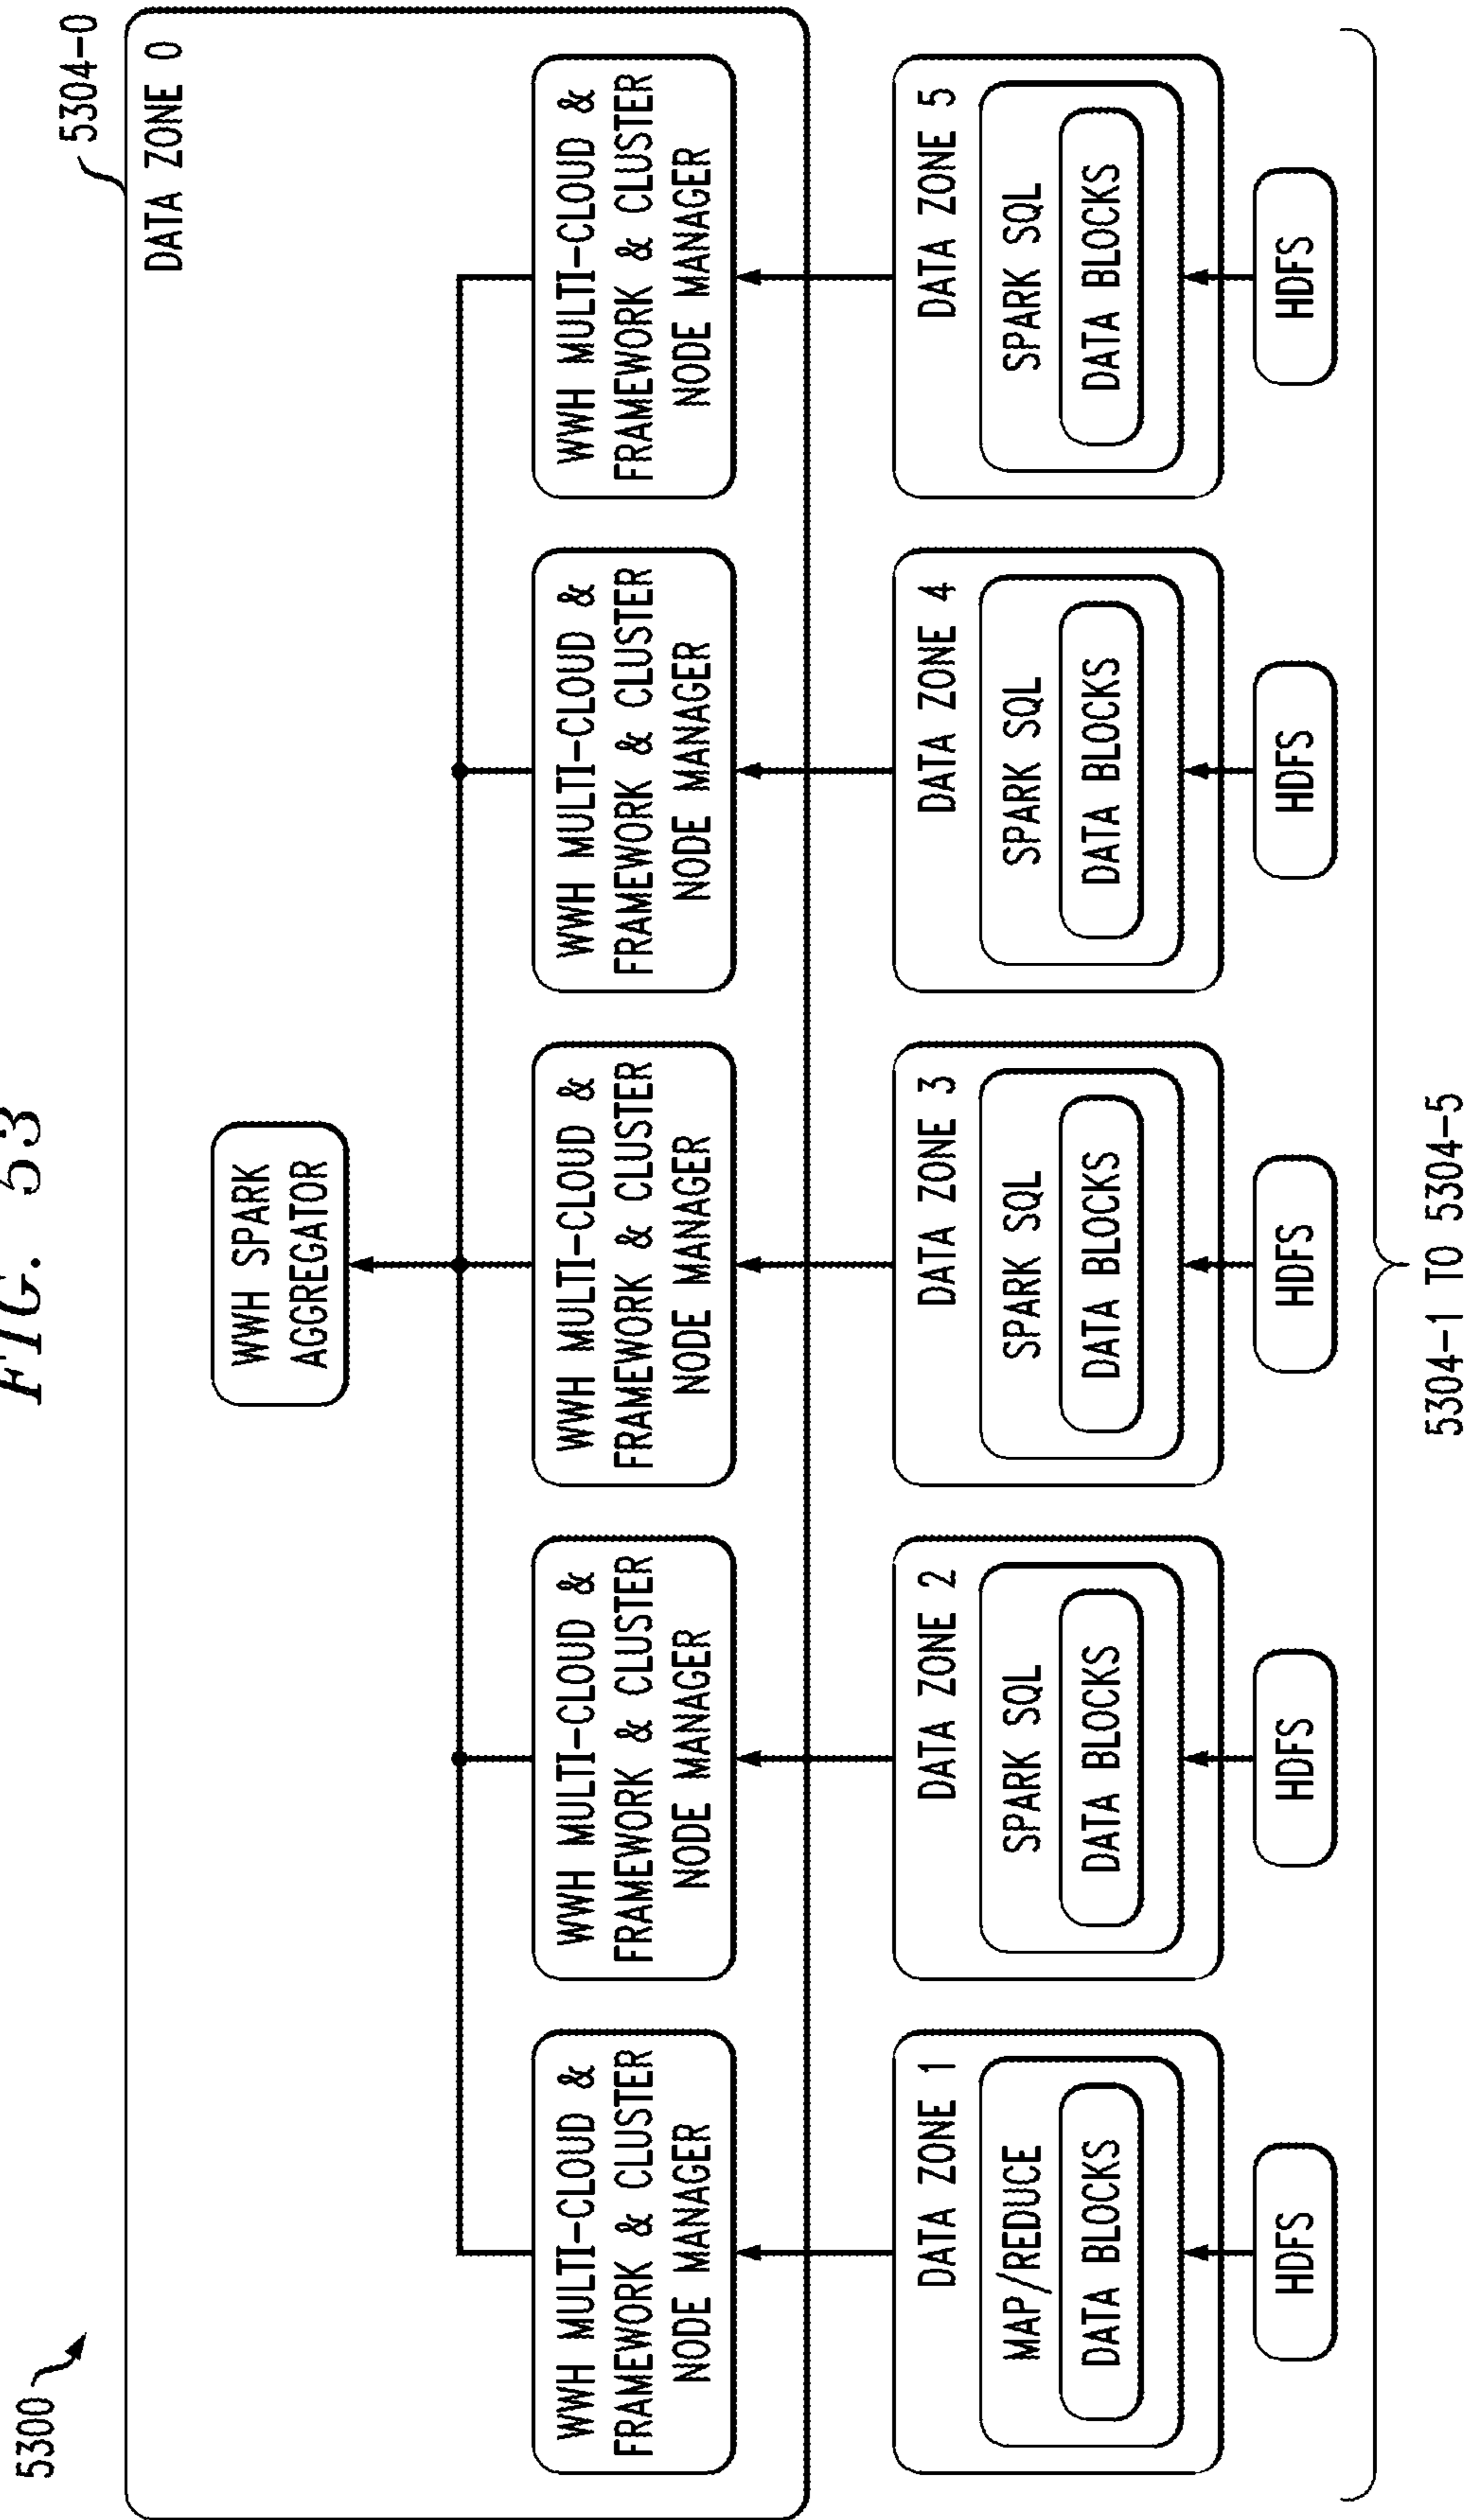 FIG. 53
5300
5304-0
DATA ZONE 0
WWH SPARK
AGGREGATOR
WWH MULTI-CLOUD &
FRAMEWORK & CLUSTER
NODE MANAGER
WWH MULTI-CLOUD &
FRAMEWORK & CLUSTER
NODE MANAGER
WWH MULTI-CLOUD &
FRAMEWORK & CLUSTER
NODE MANAGER
WWH MULTI-CLOUD &
FRAMEWORK & CLUSTER
NODE MANAGER
WWH MULTI-CLOUD &
FRAMEWORK & CLUSTER
NODE MANAGER
DATA ZONE 1
MAP/REDUCE
DATA BLOCKS
HDFS
DATA ZONE 2
SPARK SQL
DATA BLOCKS
HDFS
DATA ZONE 3
SPARK SQL
DATA BLOCKS
HDFS
DATA ZONE 4
SPARK SQL
DATA BLOCKS
HDFS
DATA ZONE 5
SPARK SQL
DATA BLOCKS
HDFS
5304-1 TO 5304-5